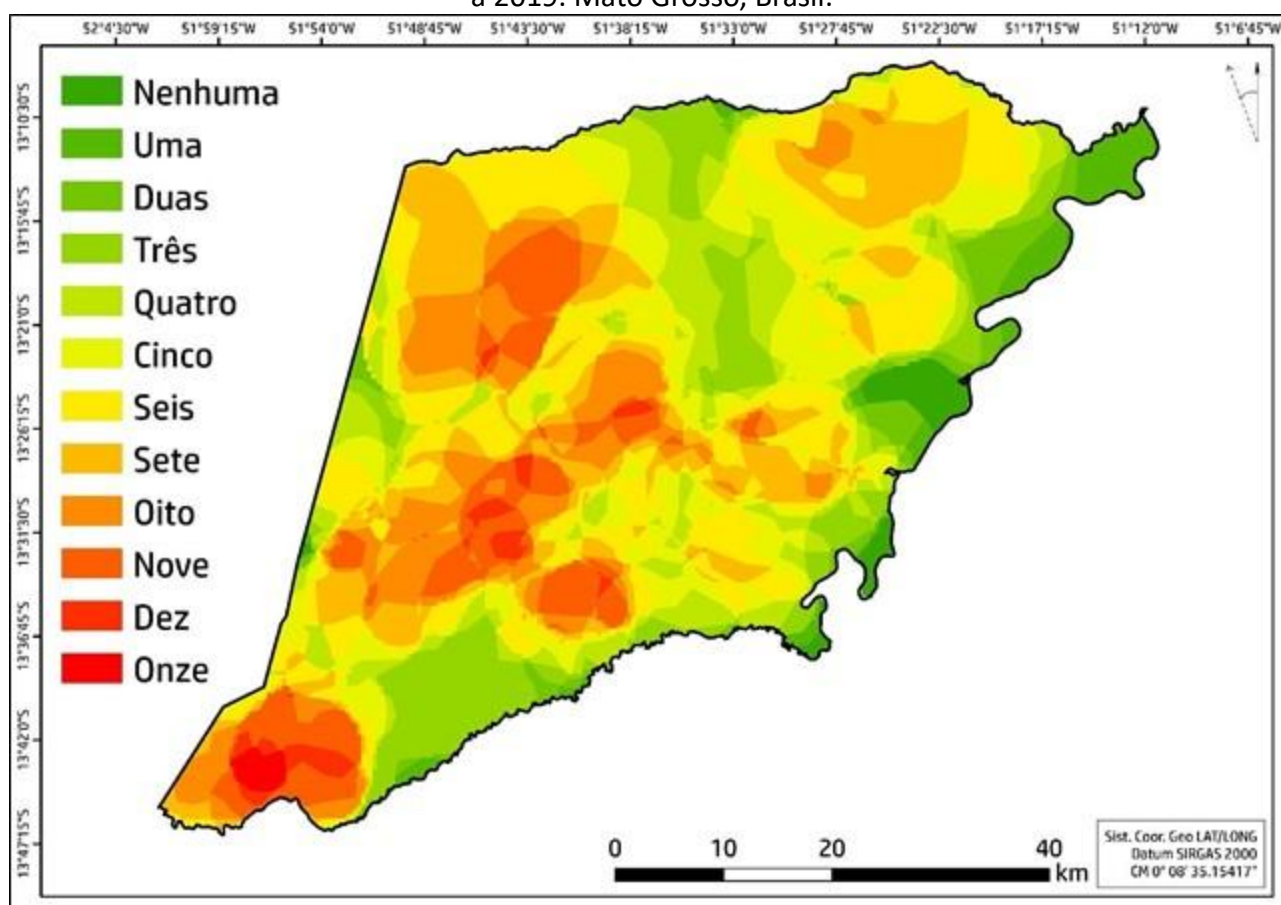 a 2019. Mato Grosso, Brasil.
52°4'30"W 51°59'15"W 51°54'0"W 51°48'45"W 51°43'30"W 51°38'15"W 51°33'0"W 51°27'45"W 51°22'30"W 51°17'15"W 51°12'0"W 51°6'45"W
13°10'30"S
13°15'45"S
13°21'0"S
13°26'15"S
13°31'30"S
13°36'45"S
13°42'0"S
13°47'15"S
Nenhuma
Uma
Duas
Três
Quatro
Cinco
Seis
Sete
Oito
Nove
Dez
Onze
0 10 20 40
km
Sist. Coor. Geo LAT/LONG
Datum SIRGAS 2000
CM 0° 08' 35.15417"